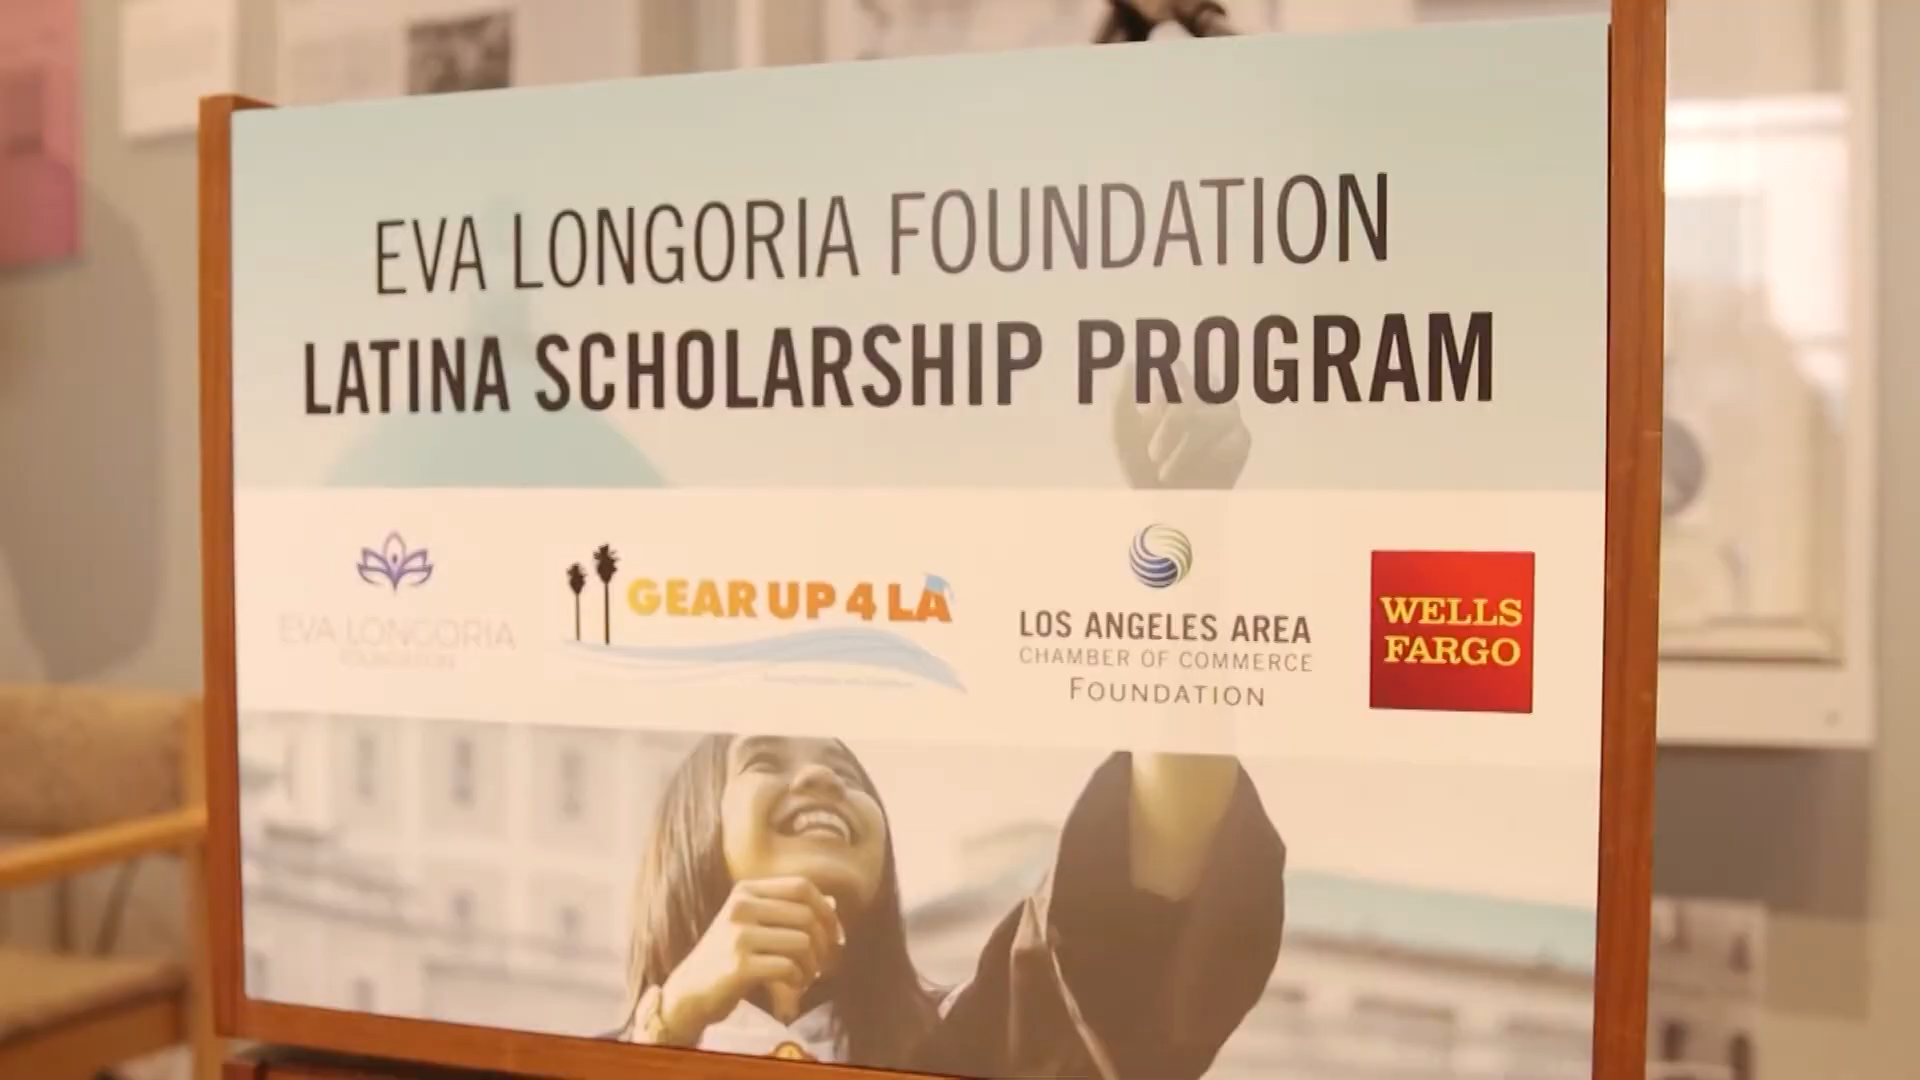 EVA LONGORIA FOUNDATION
LATINA SCHOLARSHIP PROGRAM
EVA LONGORIA
FOUNDATION
GEAR UP 4 LA
LOS ANGELES AREA
CHAMBER OF COMMERCE
FOUNDATION
WELLS
FARGO